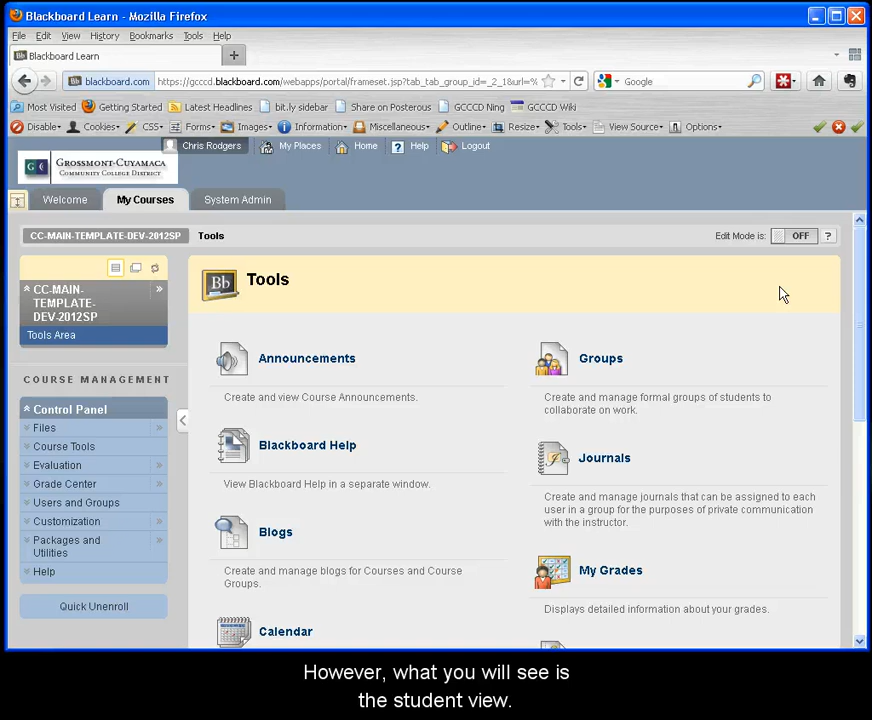 Blackboard Learn - Mozilla Firefox
File Edit View History Bookmarks Tools Help
Blackboard Learn
blackboard.com https://gcccd.blackboard.com/webapps/portal/frameset.jsp?tab_tab_group_id=_2_1&url=% Google
Most Visited Getting Started Latest Headlines bit.ly sidebar Share on Posterous GCCCD Ning GCCCD Wiki
Disable Cookies CSS Forms Images Information Miscellaneous Outline Resize Tools View Source Options
Chris Rodgers My Places Home Help Logout
GROSSMONT-CUYAMACA
COMMUNITY COLLEGE DISTRICT
Welcome My Courses System Admin
CC-MAIN-TEMPLATE-DEV-2012SP Tools Edit Mode is: OFF ?
CC-MAIN-
TEMPLATE-
DEV-2012SP
Tools Area
COURSE MANAGEMENT
Control Panel
Files
Course Tools
Evaluation
Grade Center
Users and Groups
Customization
Packages and
Utilities
Help
Quick Unenroll
Bb
Tools
Announcements
Create and view Course Announcements.
Blackboard Help
View Blackboard Help in a separate window.
Blogs
Create and manage blogs for Courses and Course
Groups.
Calendar
Groups
Create and manage formal groups of students to
collaborate on work.
Journals
Create and manage journals that can be assigned to each
user in a group for the purposes of private communication
with the instructor.
My Grades
Displays detailed information about your grades.
However, what you will see is
the student view.